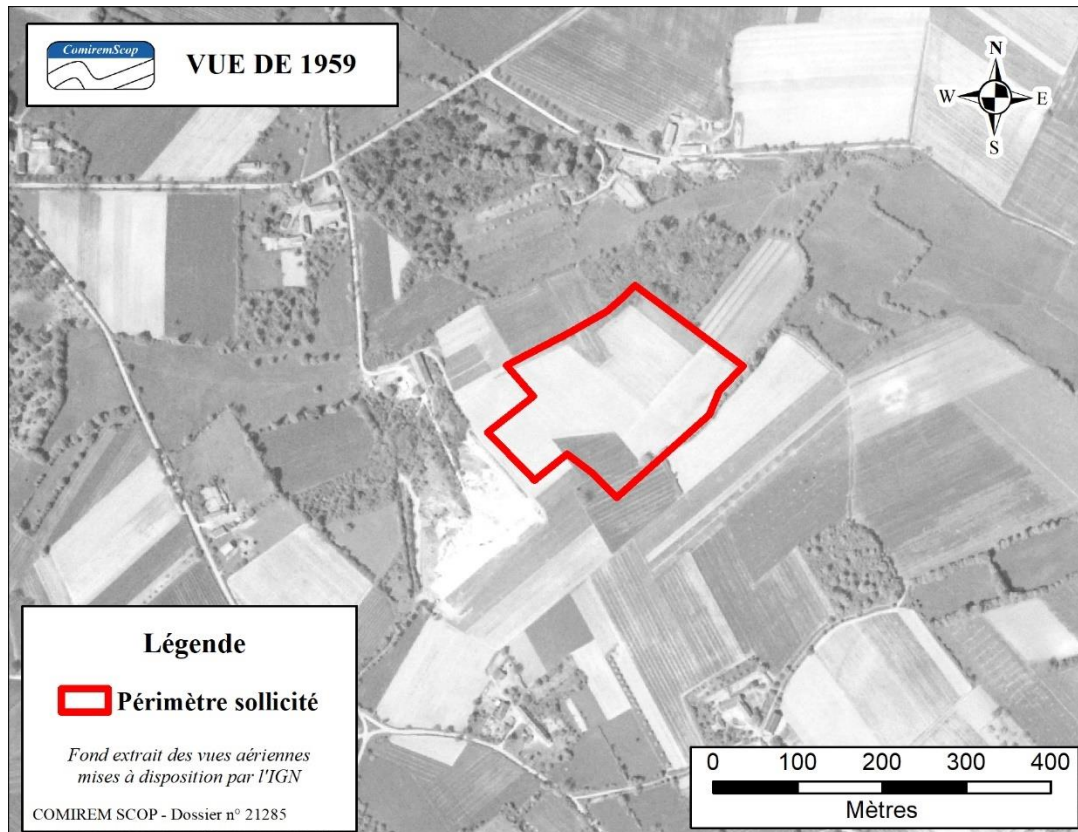 ComiremScop
VUE DE 1959
N
W E
S
Légende
Périmètre sollicité
Fond extrait des vues aériennes
mises à disposition par l'IGN
COMIREM SCOP - Dossier n° 21285
0 100 200 300 400
Mètres